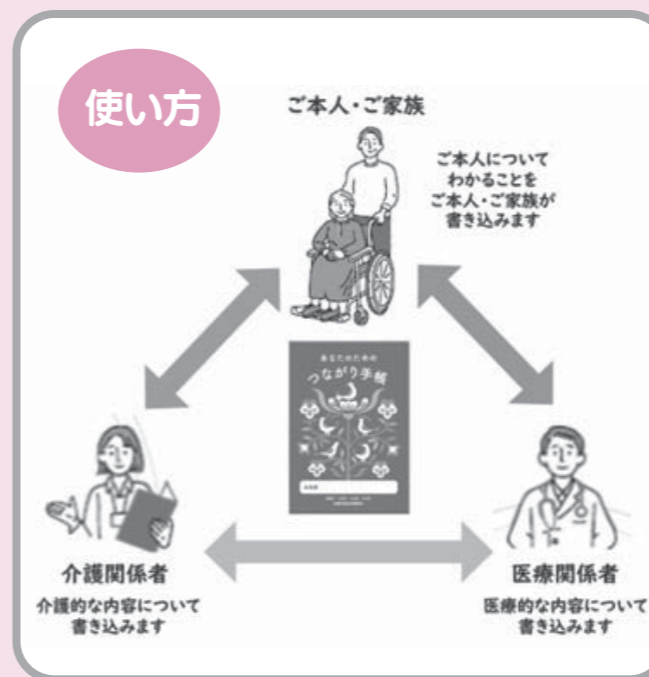 使い方
ご本人・ご家族
ご本人について
わかることを
ご本人・ご家族が
書き込みます
あなたのための
つながり手帳
介護関係者
介護的な内容について
書き込みます
医療関係者
医療的な内容について
書き込みます